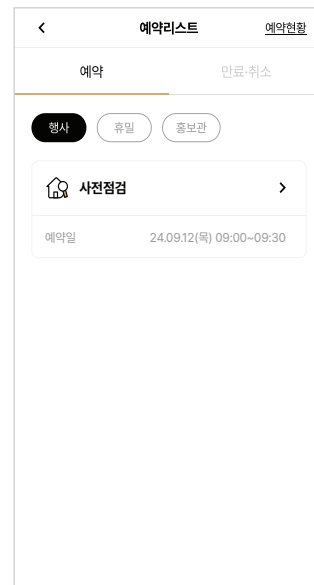 예약리스트 예약현황
예약 만료·취소
행사 휴밀 홍보관
사전점검
예약일 24.09.12(목) 09:00~09:30